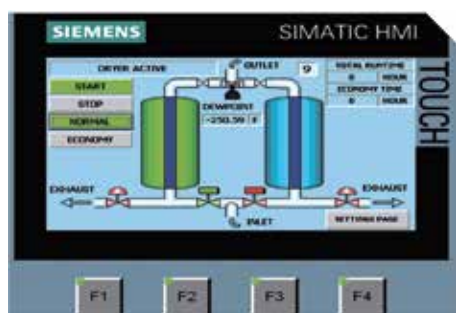 SIEMENS
SIMATIC HMI
TOUCH
DRYER ACTIVE
OUTLET
9
TOTAL RUNTIME
0 HOUR
ECONOMY TIME
0 HOUR
START
STOP
NORMAL
ECONOMY
DEWPOINT
-250.59 F
EXHAUST
EXHAUST
INLET
SETTINGS PAGE
F1
F2
F3
F4